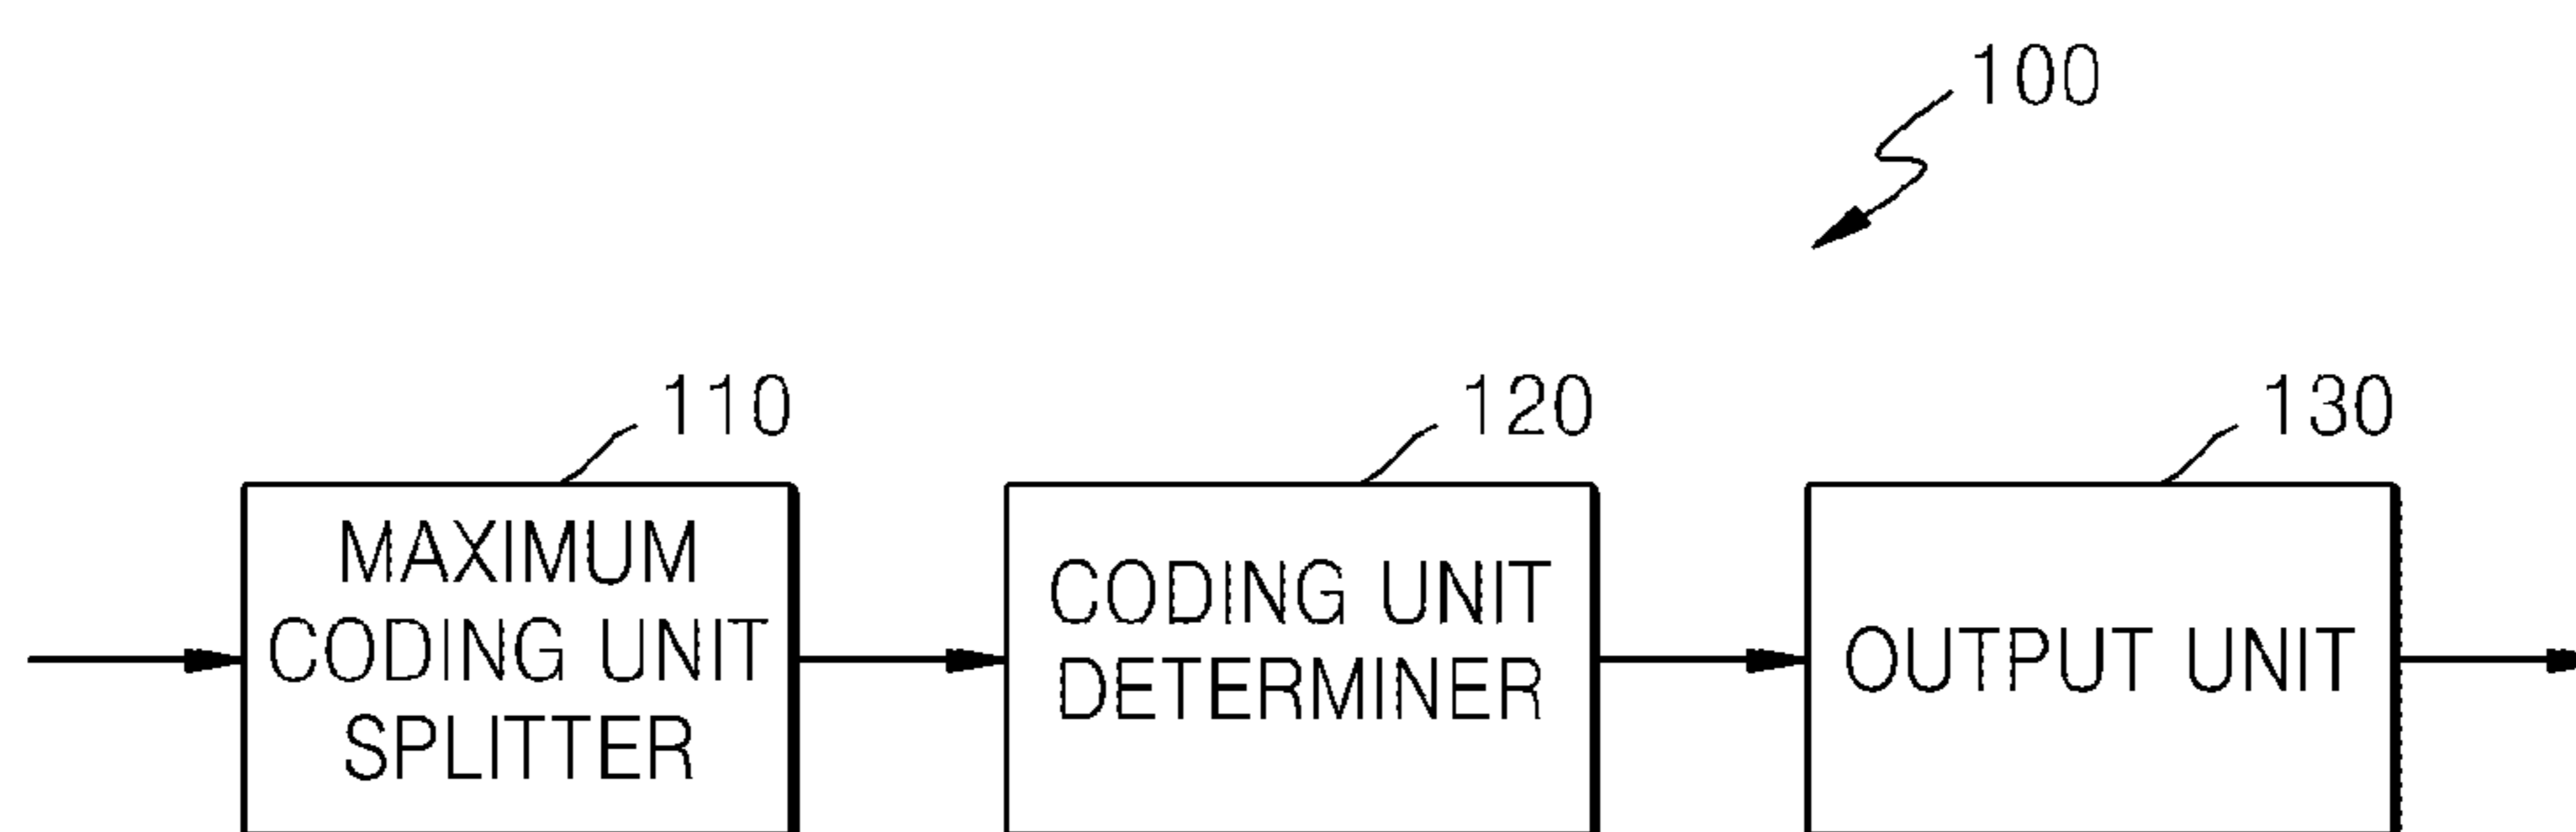 100
110
120
130
MAXIMUM
CODING UNIT
SPLITTER
CODING UNIT
DETERMINER
OUTPUT UNIT